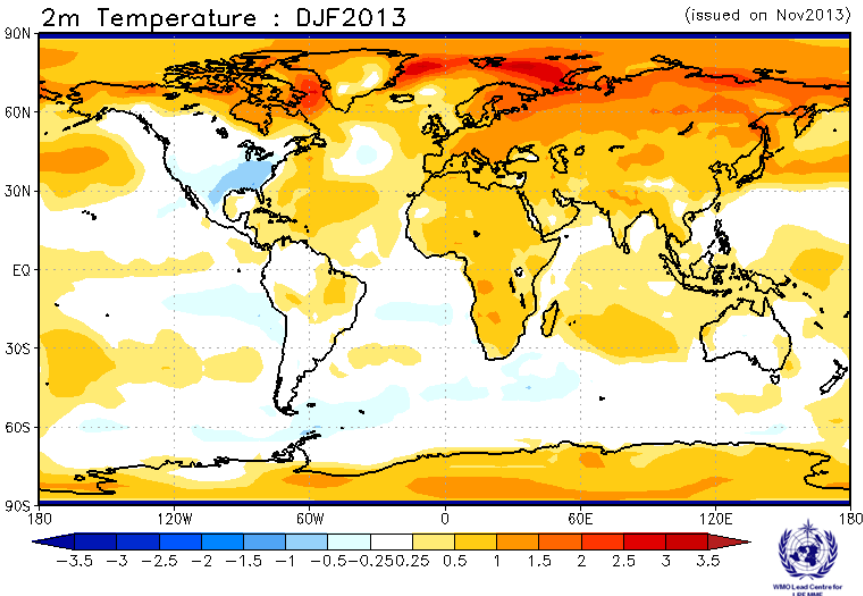 2m Temperature : DJF2013
(issued on Nov2013)
90N
60N
30N
EQ
30S
60S
90S
180 120W 60W 0 60E 120E 180
-3.5 -3 -2.5 -2 -1.5 -1 -0.5 -0.25 0.25 0.5 1 1.5 2 2.5 3 3.5
WMO Lead Centre for